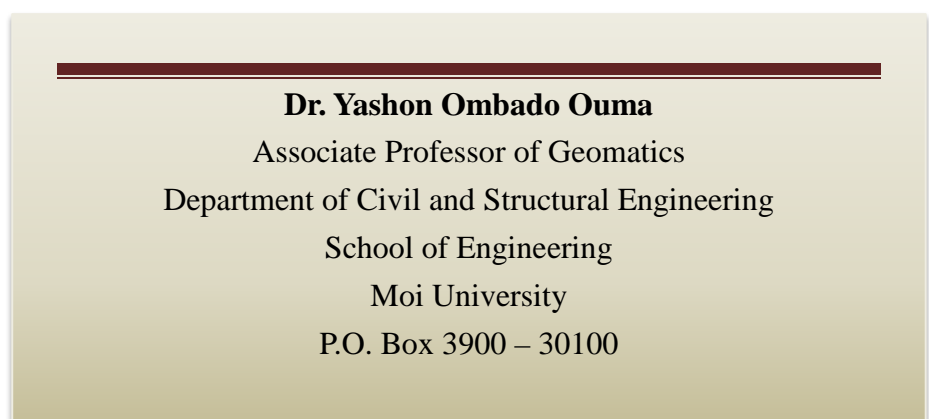 Dr. Yashon Ombado Ouma
Associate Professor of Geomatics
Department of Civil and Structural Engineering
School of Engineering
Moi University
P.O. Box 3900 – 30100